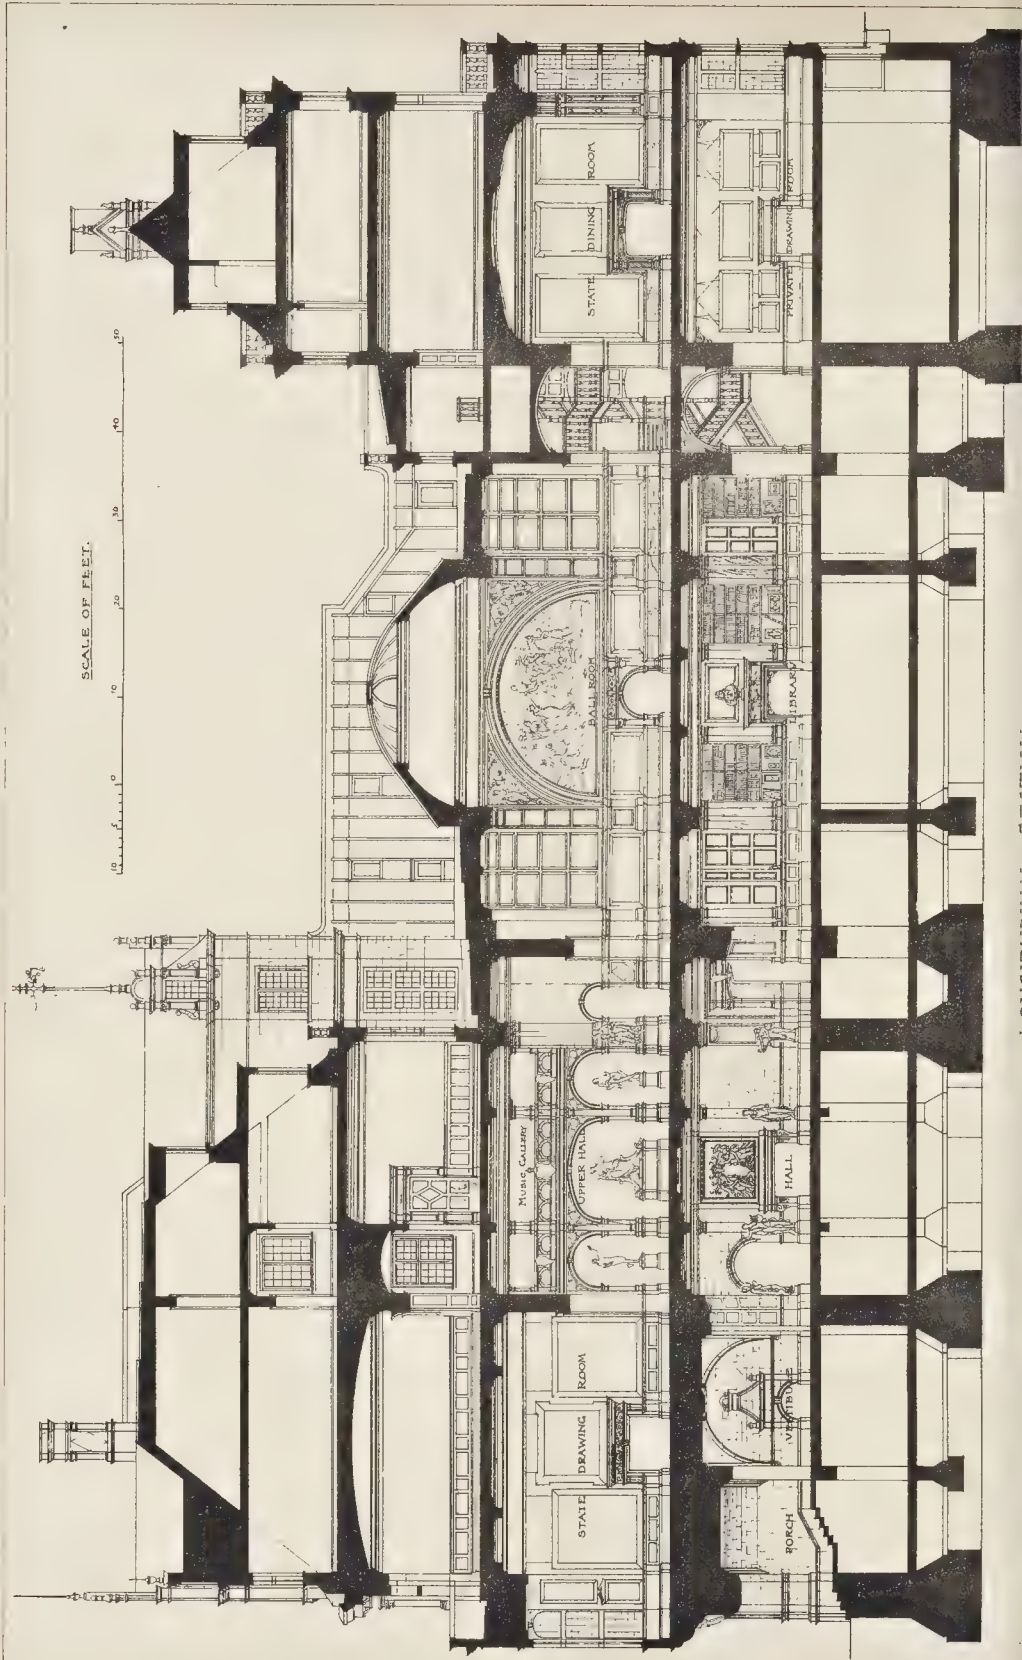 SCALE OF FEET.
10 5 0 10 20 30 40 50
MUSIC GALLERY
UPPER HALL
BALL ROOM
STATE DRAWING ROOM
STATE DINING ROOM
PORCH
VESTIBULE
HALL
LIBRARY
PRIVATE DRAWING ROOM